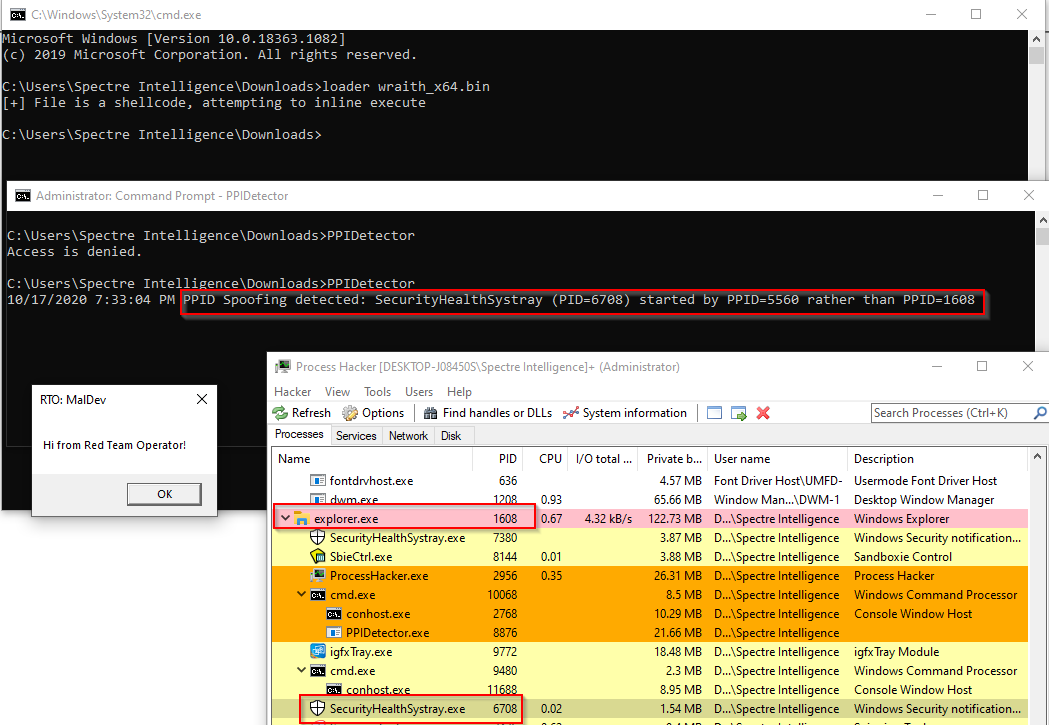 C:\Windows\System32\cmd.exe
Microsoft Windows [Version 10.0.18363.1082]
(c) 2019 Microsoft Corporation. All rights reserved.
C:\Users\Spectre Intelligence\Downloads>loader wraith_x64.bin
[+] File is a shellcode, attempting to inline execute
C:\Users\Spectre Intelligence\Downloads>
Administrator: Command Prompt - PPIDetector
C:\Users\Spectre Intelligence\Downloads>PPIDetector
Access is denied.
C:\Users\Spectre Intelligence\Downloads>PPIDetector
10/17/2020 7:33:04 PM PPID Spoofing detected: SecurityHealthSystray (PID=6708) started by PPID=5560 rather than PPID=1608
RTO: MalDev
Hi from Red Team Operator!
OK
Process Hacker [DESKTOP-J08450S\Spectre Intelligence]+ (Administrator)
Hacker View Tools Users Help
Refresh Options Find handles or DLLs System information Search Processes (Ctrl+K)
Processes Services Network Disk
Name PID CPU I/O total ... Private b... User name Description
fontdrvhost.exe 636 4.57 MB Font Driver Host\UMFD- Usermode Font Driver Host
dwm.exe 1208 0.93 65.66 MB Window Man...\DWM-1 Desktop Window Manager
explorer.exe 1608 0.67 4.32 kB/s 122.73 MB D...\Spectre Intelligence Windows Explorer
SecurityHealthSystray.exe 7380 3.87 MB D...\Spectre Intelligence Windows Security notification...
SbieCtrl.exe 8144 0.01 3.88 MB D...\Spectre Intelligence Sandboxie Control
ProcessHacker.exe 2956 0.35 26.31 MB D...\Spectre Intelligence Process Hacker
cmd.exe 10068 8.5 MB D...\Spectre Intelligence Windows Command Processor
conhost.exe 2768 10.29 MB D...\Spectre Intelligence Console Window Host
PPIDetector.exe 8876 21.66 MB D...\Spectre Intelligence
igfxTray.exe 9772 18.48 MB D...\Spectre Intelligence igfxTray Module
cmd.exe 9480 2.3 MB D...\Spectre Intelligence Windows Command Processor
conhost.exe 11688 8.95 MB D...\Spectre Intelligence Console Window Host
SecurityHealthSystray.exe 6708 0.02 1.54 MB D...\Spectre Intelligence Windows Security notification...